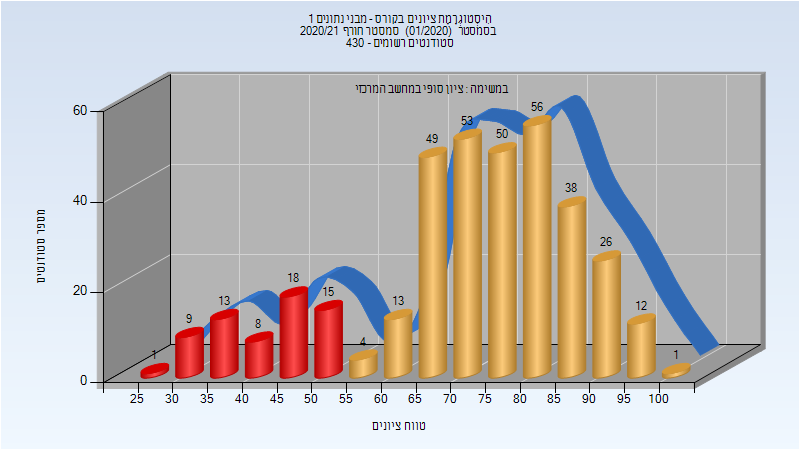 היסטוגרמת ציונים בקורס - מבני נתונים 1
בסמסטר (01/2020) סמסטר חורף 2020/21
סטודנטים רשומים - 430
במשימה : ציון סופי במחשב המרכזי
מספר סטודנטים
60
40
20
0
1
9
13
8
18
15
4
13
49
53
50
56
38
26
12
1
25 30 35 40 45 50 55 60 65 70 75 80 85 90 95 100
טווח ציונים